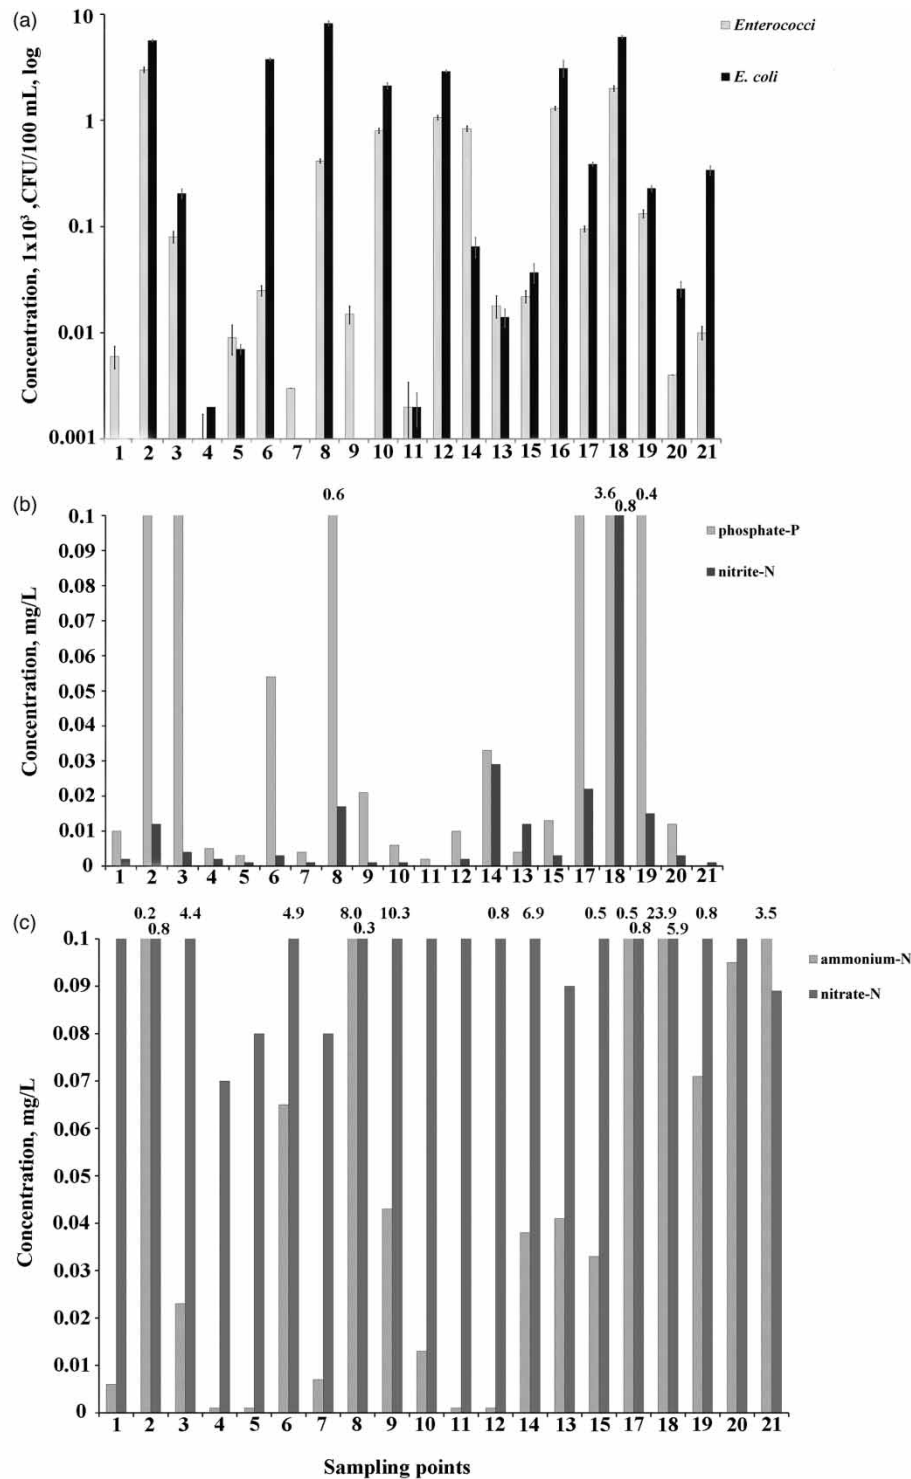 (a)
Concentration, 1x10³ ,CFU/100 mL, log
10
1
0.1
0.01
0.001
Enterococci
E. coli
1 2 3 4 5 6 7 8 9 10 11 12 14 13 15 16 17 18 19 20 21
(b)
Concentration, mg/L
0.6 3.6 0.4
0.8
0.1
0.09
0.08
0.07
0.06
0.05
0.04
0.03
0.02
0.01
0
phosphate-P
nitrite-N
1 2 3 4 5 6 7 8 9 10 11 12 14 13 15 17 18 19 20 21
(c)
Concentration, mg/L
0.2 4.4 4.9 8.0 10.3 0.8 6.9 0.5 0.5 23.9 0.8 3.5
0.8 0.3 0.8 5.9
0.1
0.09
0.08
0.07
0.06
0.05
0.04
0.03
0.02
0.01
0
ammonium-N
nitrate-N
1 2 3 4 5 6 7 8 9 10 11 12 14 13 15 17 18 19 20 21
Sampling points